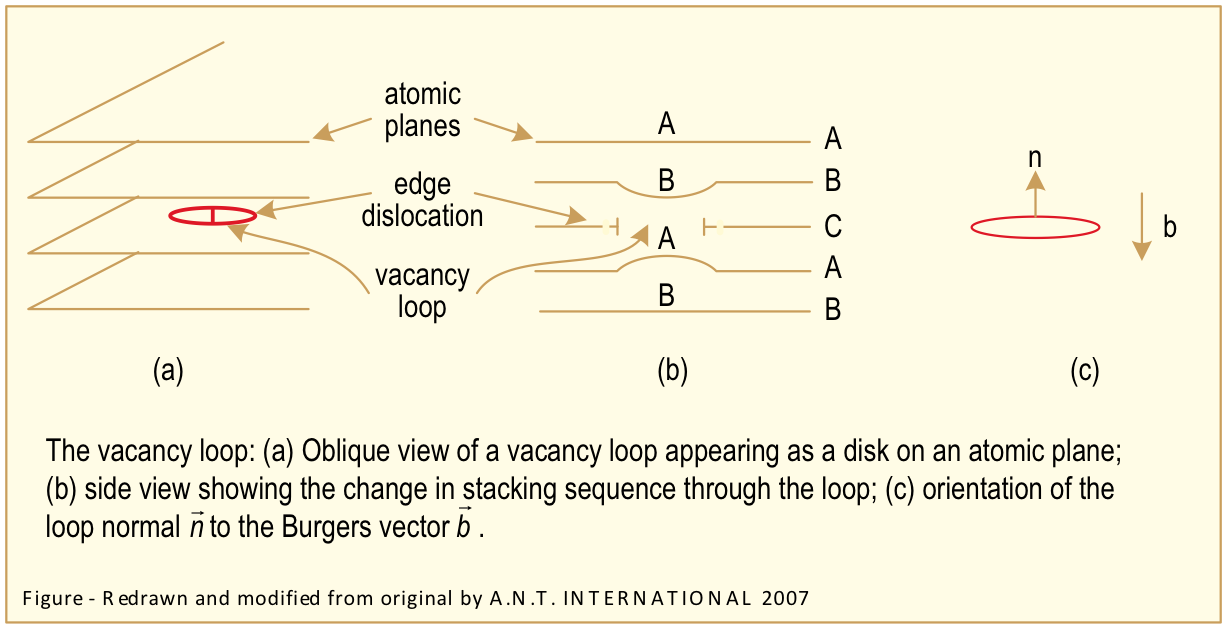 atomic
planes
edge
dislocation
vacancy
loop
(a)
A
A
B
B
C
A
A
B
B
(b)
n
b
(c)
The vacancy loop: (a) Oblique view of a vacancy loop appearing as a disk on an atomic plane;
(b) side view showing the change in stacking sequence through the loop; (c) orientation of the
loop normal n⃗ to the Burgers vector b⃗ .
Figure - Redrawn and modified from original by A.N.T. INTERNATIONAL 2007